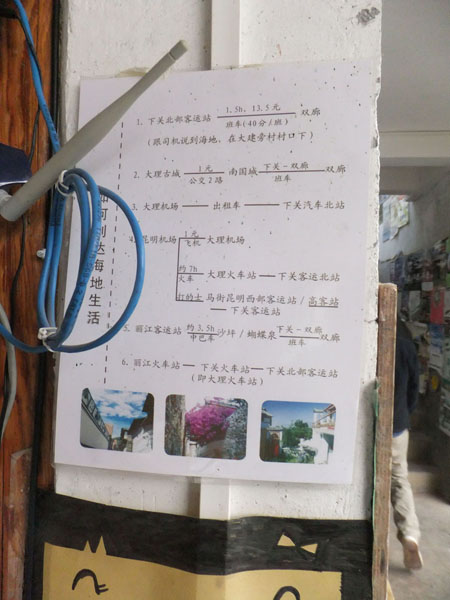 如何到达海地生活
1.5h、13.5元
1. 下关北部客运站 —— 双廊
班车(40分/班)
(跟司机说到海地，在大建旁村村口下)
1元 下关－双廊
2. 大理古城 —— 南国城 —— 双廊
公交2路 班车
3. 大理机场 —— 出租车 —— 下关汽车北站
1元
昆明机场 飞机 大理机场
约7h
火车 大理火车站 —— 下关客运北站
打的士 马街昆明西部客运站 / 高客站
—— 下关客运站
约3.5h 下关－双廊
5. 丽江客运站 —— 沙坪 / 蝴蝶泉 —— 双廊
中巴车 班车
6. 丽江火车站 —— 下关火车站 —— 下关北部客运站
(即大理火车站)